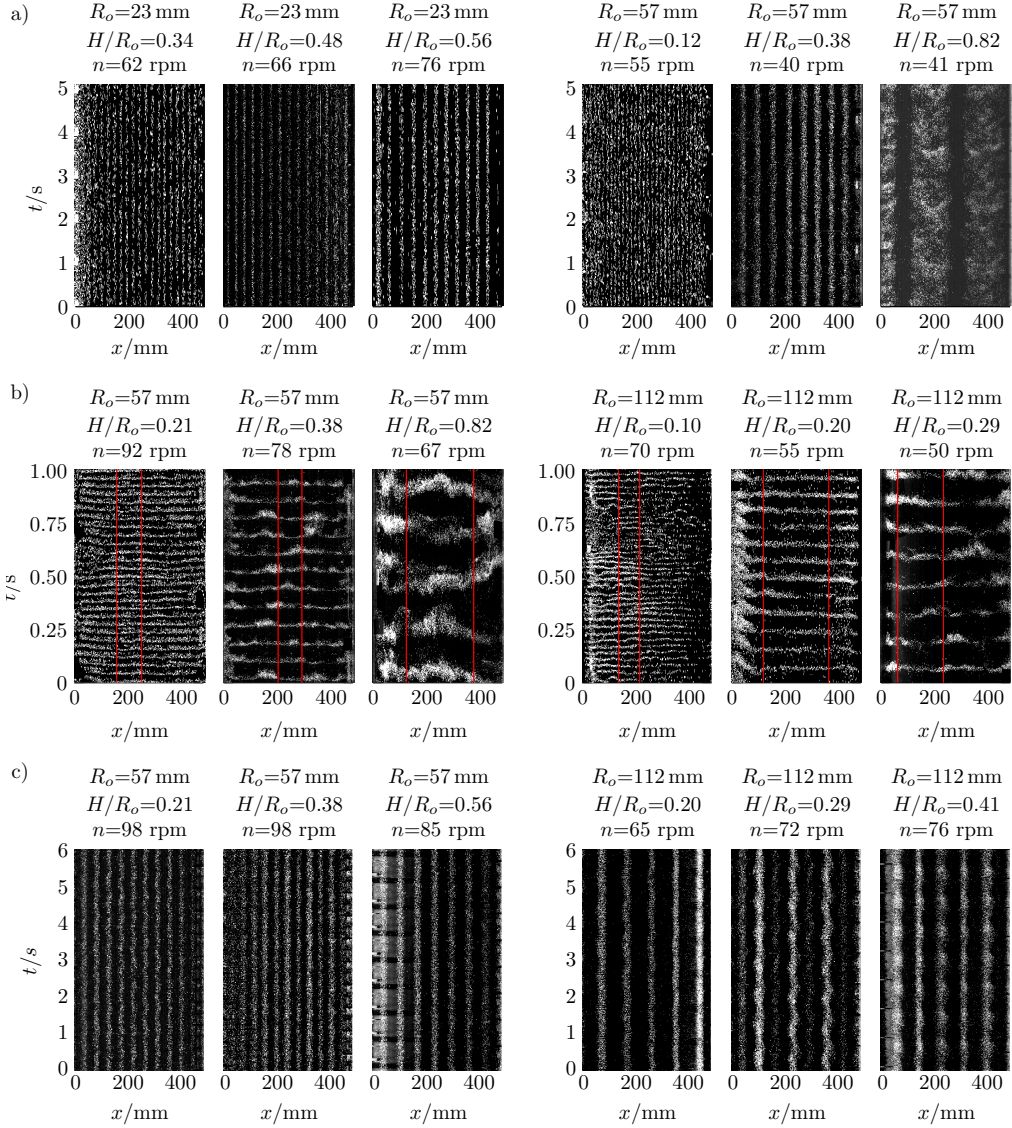 a)
R_o=23 mm R_o=23 mm R_o=23 mm R_o=57 mm R_o=57 mm R_o=57 mm
H/R_o=0.34 H/R_o=0.48 H/R_o=0.56 H/R_o=0.12 H/R_o=0.38 H/R_o=0.82
n=62 rpm n=66 rpm n=76 rpm n=55 rpm n=40 rpm n=41 rpm
5 5
4 4
3 3
t/s
2 2
1 1
0 0
0 200 400 0 200 400 0 200 400 0 200 400 0 200 400 0 200 400
x/mm x/mm x/mm x/mm x/mm x/mm
b)
R_o=57 mm R_o=57 mm R_o=57 mm R_o=112 mm R_o=112 mm R_o=112 mm
H/R_o=0.21 H/R_o=0.38 H/R_o=0.82 H/R_o=0.10 H/R_o=0.20 H/R_o=0.29
n=92 rpm n=78 rpm n=67 rpm n=70 rpm n=55 rpm n=50 rpm
1.00 1.00
0.75 0.75
t/s
0.50 0.50
0.25 0.25
0 0
0 200 400 0 200 400 0 200 400 0 200 400 0 200 400 0 200 400
x/mm x/mm x/mm x/mm x/mm x/mm
c)
R_o=57 mm R_o=57 mm R_o=57 mm R_o=112 mm R_o=112 mm R_o=112 mm
H/R_o=0.21 H/R_o=0.38 H/R_o=0.56 H/R_o=0.20 H/R_o=0.29 H/R_o=0.41
n=98 rpm n=98 rpm n=85 rpm n=65 rpm n=72 rpm n=76 rpm
6 6
5 5
4 4
t/s
3 3
2 2
1 1
0 0
0 200 400 0 200 400 0 200 400 0 200 400 0 200 400 0 200 400
x/mm x/mm x/mm x/mm x/mm x/mm